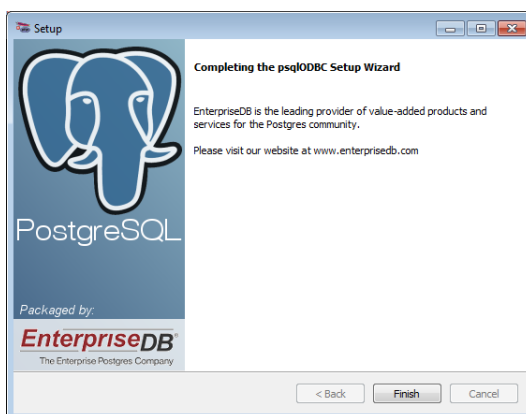 Setup
Completing the psqlODBC Setup Wizard
EnterpriseDB is the leading provider of value-added products and
services for the Postgres community.
Please visit our website at www.enterprisedb.com
PostgreSQL
Packaged by:
EnterpriseDB
The Enterprise Postgres Company
< Back
Finish
Cancel